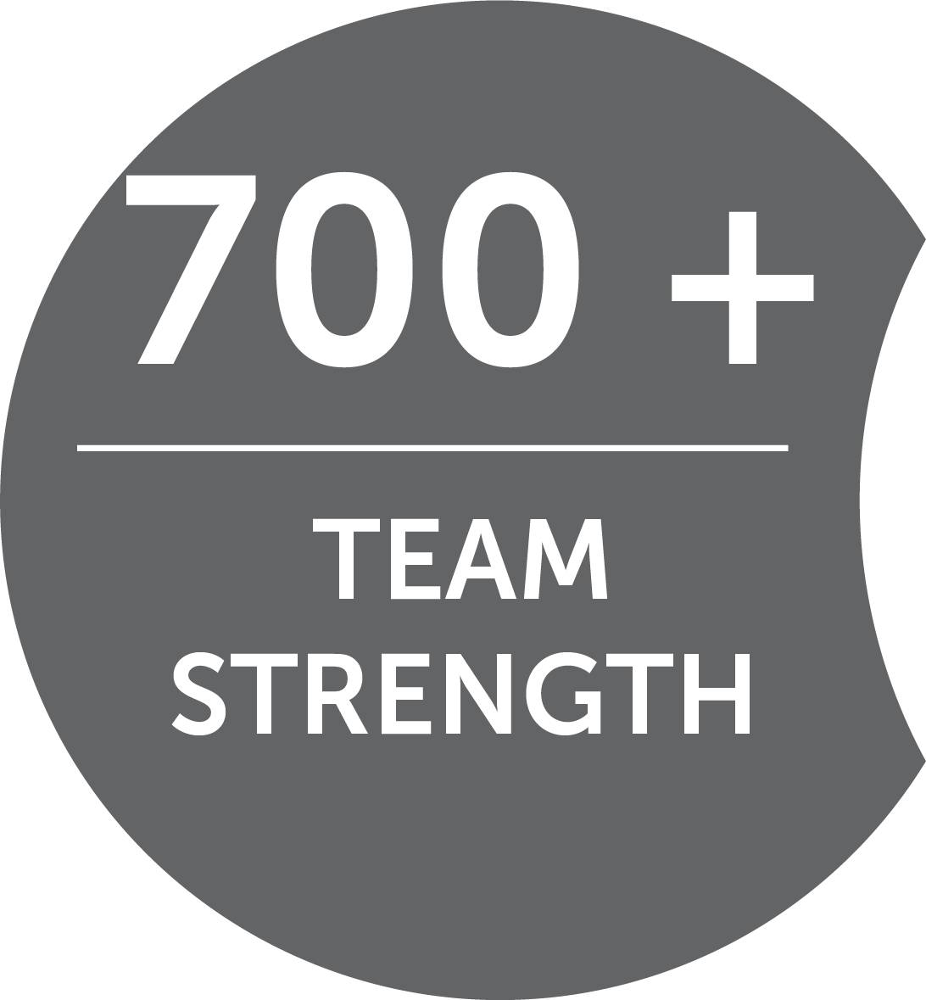 700 +
TEAM
STRENGTH